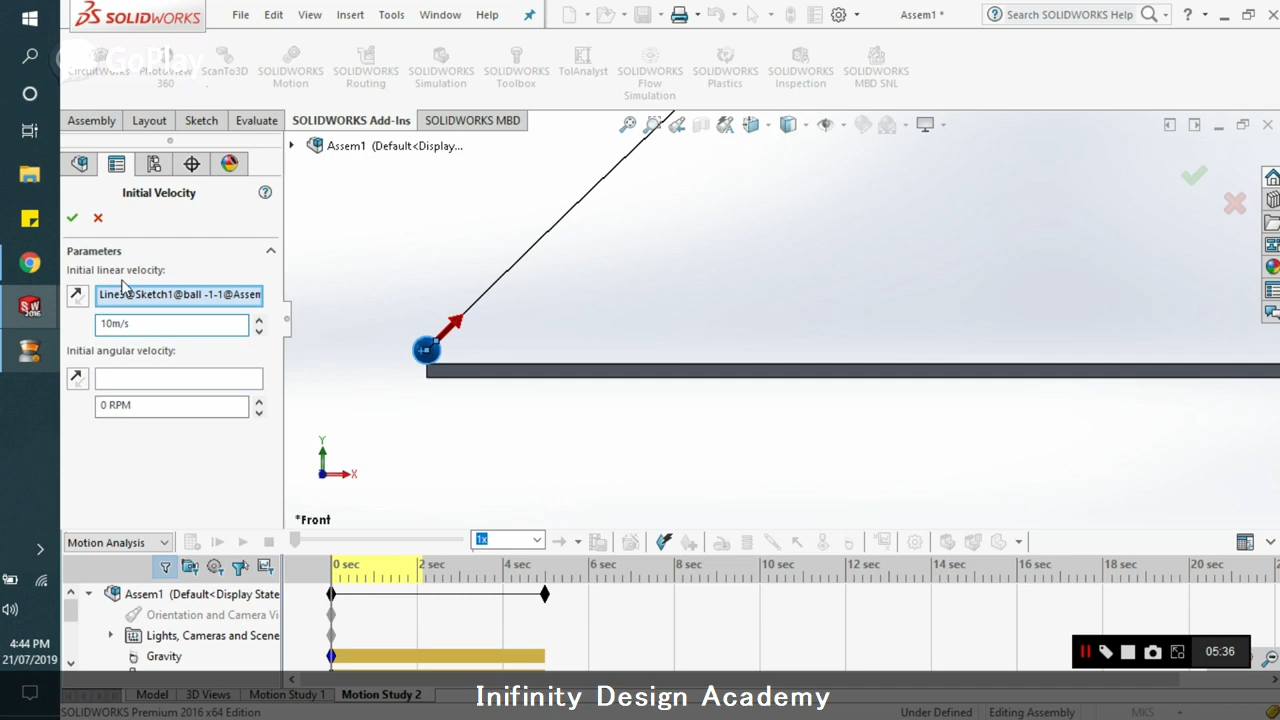 SOLIDWORKS File Edit View Insert Tools Window Help Assem1 * Search SOLIDWORKS Help ?
GoPlay
CircuitWorks PhotoView 360 ScanTo3D SOLIDWORKS Motion SOLIDWORKS Routing SOLIDWORKS Simulation SOLIDWORKS Toolbox TolAnalyst SOLIDWORKS Flow Simulation SOLIDWORKS Plastics SOLIDWORKS Inspection SOLIDWORKS MBD SNL
Assembly Layout Sketch Evaluate SOLIDWORKS Add-Ins SOLIDWORKS MBD
Assem1 (Default<Display...
Initial Velocity
Parameters
Initial linear velocity:
@Sketch1@ball -1-1@Assen
10m/s
Initial angular velocity:
0 RPM
Y
X
*Front
Motion Analysis 1x
0 sec 2 sec 4 sec 6 sec 8 sec 10 sec 12 sec 14 sec 16 sec 18 sec 20 sec
Assem1 (Default<Display State
Orientation and Camera Vi
Lights, Cameras and Scene
Gravity
SW
2016
4:44 PM
21/07/2019
05:36
Model 3D Views Motion Study 1 Motion Study 2
Inifinity Design Academy
SOLIDWORKS Premium 2016 x64 Edition Under Defined Editing Assembly MKS